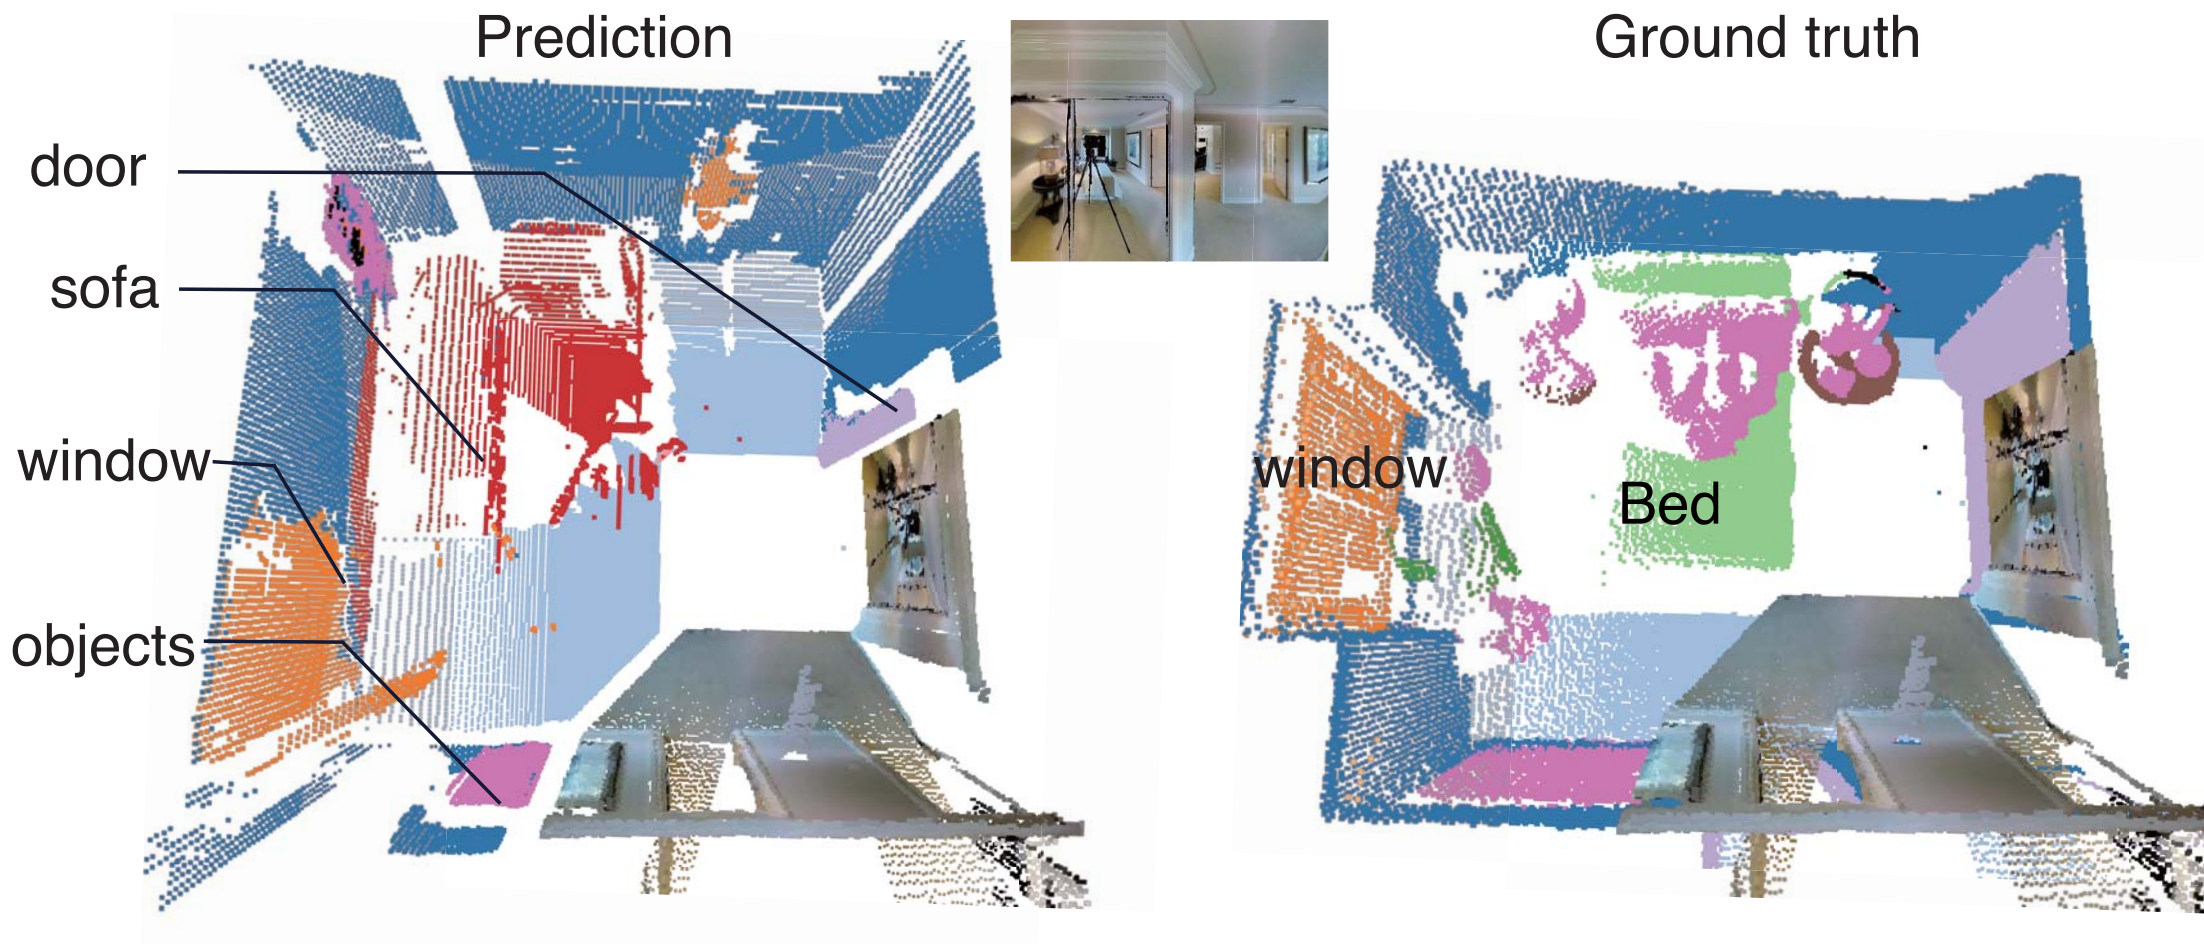 Prediction
Ground truth
door
sofa
window
objects
window
Bed